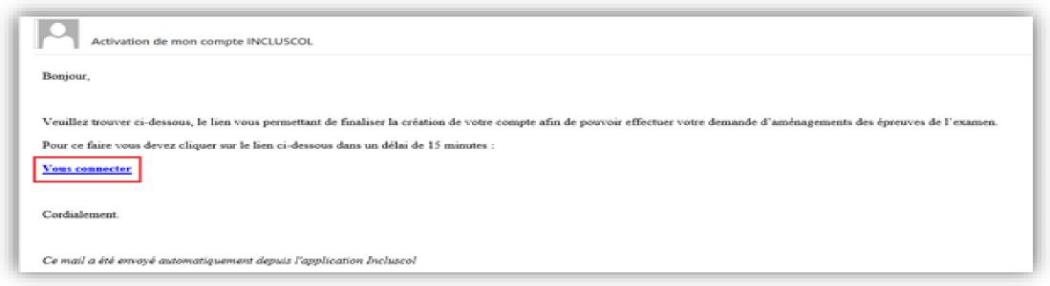 Activation de mon compte INCLUSCOL
Bonjour,
Veuillez trouver ci-dessous, le lien vous permettant de finaliser la création de votre compte afin de pouvoir effectuer votre demande d'aménagements des épreuves de l'examen.
Pour ce faire vous devez cliquer sur le lien ci-dessous dans un délai de 15 minutes :
Vous connecter
Cordialement.
Ce mail a été envoyé automatiquement depuis l'application Incluscol